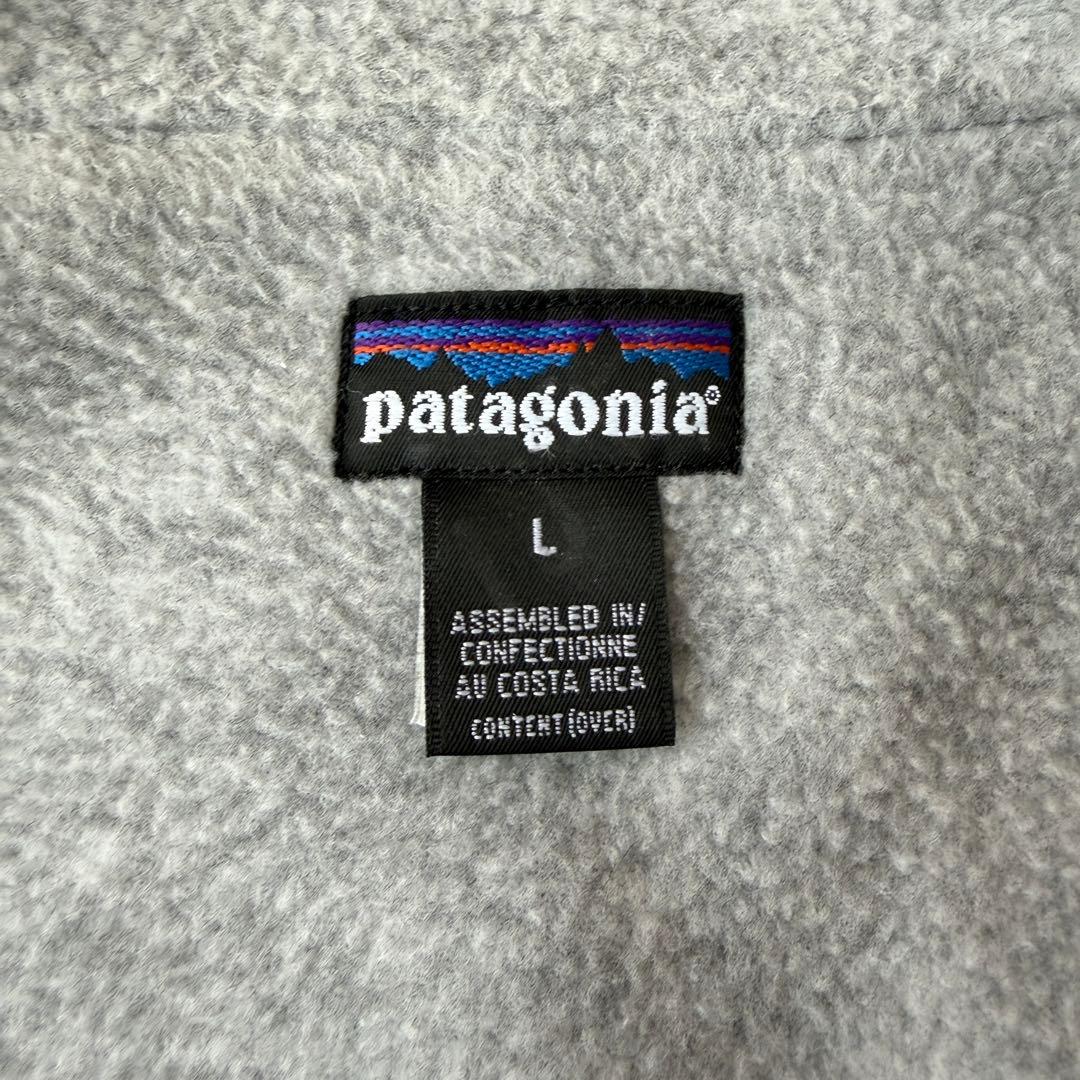 patagonia®
L
ASSEMBLED IN/
CONFECTIONNE
AU COSTA RICA
CONTENT (OVER)